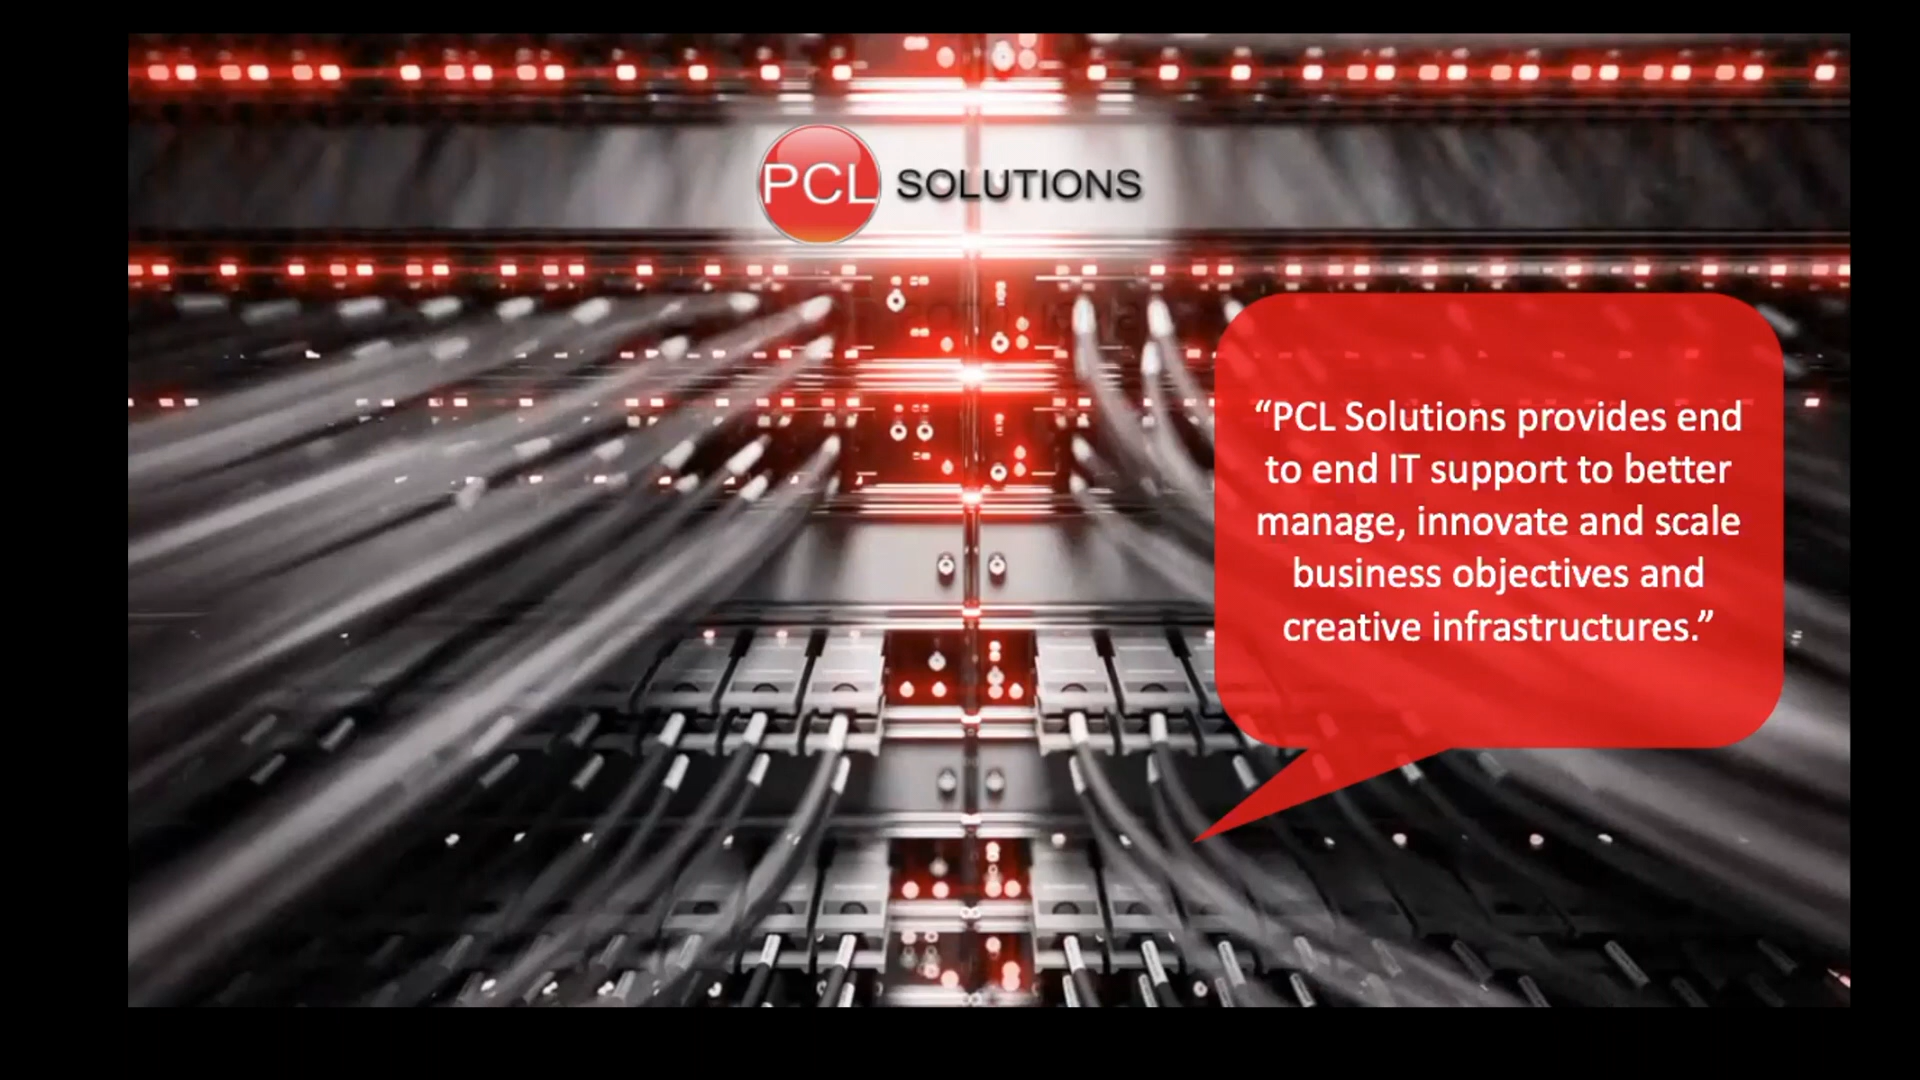 PCL SOLUTIONS
“PCL Solutions provides end
to end IT support to better
manage, innovate and scale
business objectives and
creative infrastructures.”